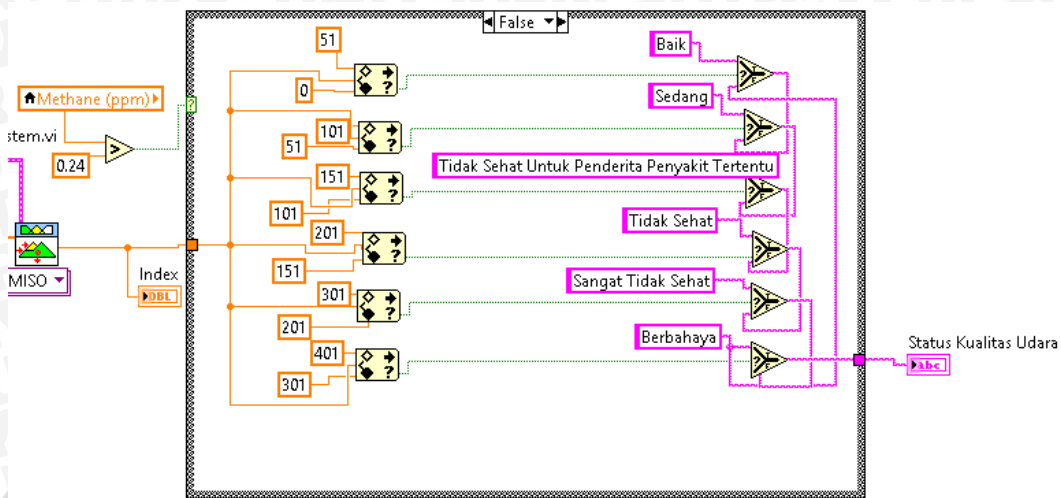 False
51
Baik
0
Methane (ppm)
Sedang
101
stem.vi
51
0.24
Tidak Sehat Untuk Penderita Penyakit Tertentu
151
101
Tidak Sehat
201
MISO
Index
DBL
151
Sangat Tidak Sehat
301
201
Berbahaya
Status Kualitas Udara
401
abc
301